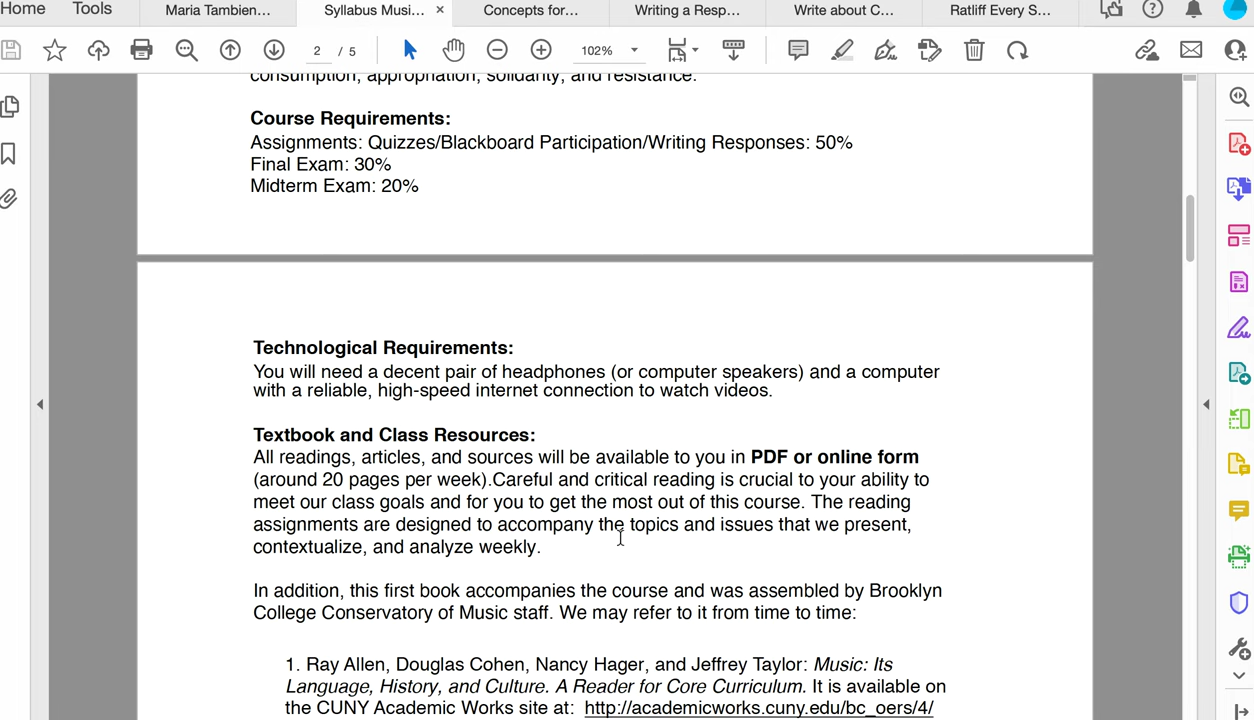 Home Tools Maria Tambien... Syllabus Musi... × Concepts for... Writing a Resp... Write about C... Ratliff Every S...
2 / 5 102%
consumption, appropriation, solidarity, and resistance.
Course Requirements:
Assignments: Quizzes/Blackboard Participation/Writing Responses: 50%
Final Exam: 30%
Midterm Exam: 20%
Technological Requirements:
You will need a decent pair of headphones (or computer speakers) and a computer
with a reliable, high-speed internet connection to watch videos.
Textbook and Class Resources:
All readings, articles, and sources will be available to you in PDF or online form
(around 20 pages per week).Careful and critical reading is crucial to your ability to
meet our class goals and for you to get the most out of this course. The reading
assignments are designed to accompany the topics and issues that we present,
contextualize, and analyze weekly.
In addition, this first book accompanies the course and was assembled by Brooklyn
College Conservatory of Music staff. We may refer to it from time to time:
1. Ray Allen, Douglas Cohen, Nancy Hager, and Jeffrey Taylor: Music: Its
Language, History, and Culture. A Reader for Core Curriculum. It is available on
the CUNY Academic Works site at: http://academicworks.cuny.edu/bc_oers/4/